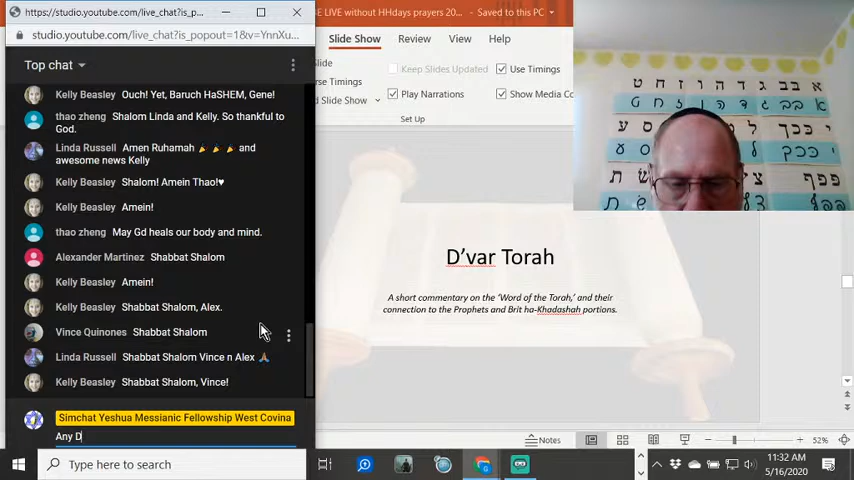 https://studio.youtube.com/live_chat?is_p...
studio.youtube.com/live_chat?is_popout=1&v=YnnXu...
Top chat
Kelly Beasley Ouch! Yet, Baruch HaSHEM, Gene!
thao zheng Shalom Linda and Kelly. So thankful to
God.
Linda Russell Amen Ruhamah 🎉 🎉 🎉 and
awesome news Kelly
Kelly Beasley Shalom! Amein Thao!♥
Kelly Beasley Amein!
thao zheng May Gd heals our body and mind.
Alexander Martinez Shabbat Shalom
Kelly Beasley Amein!
Kelly Beasley Shabbat Shalom, Alex.
Vince Quinones Shabbat Shalom
Linda Russell Shabbat Shalom Vince n Alex 🙏
Kelly Beasley Shabbat Shalom, Vince!
Simchat Yeshua Messianic Fellowship West Covina
Any D
E LIVE without HHdays prayers 20... - Saved to this PC
Slide Show Review View Help
Slide
rse Timings
d Slide Show
Keep Slides Updated Use Timings
Play Narrations Show Media Co
Set Up
D'var Torah
A short commentary on the 'Word of the Torah,' and their
connection to the Prophets and Brit ha-Khadashah portions.
א ב ב ג ד ה ו ז ח ט
א ב ב ג ד ה ו ז ח ט
י כ כ ך ל
ס ע
י כ כ ך ל
ס ע
פ פ ף צ
ש ת
Notes
52%
Type here to search
11:32 AM
5/16/2020